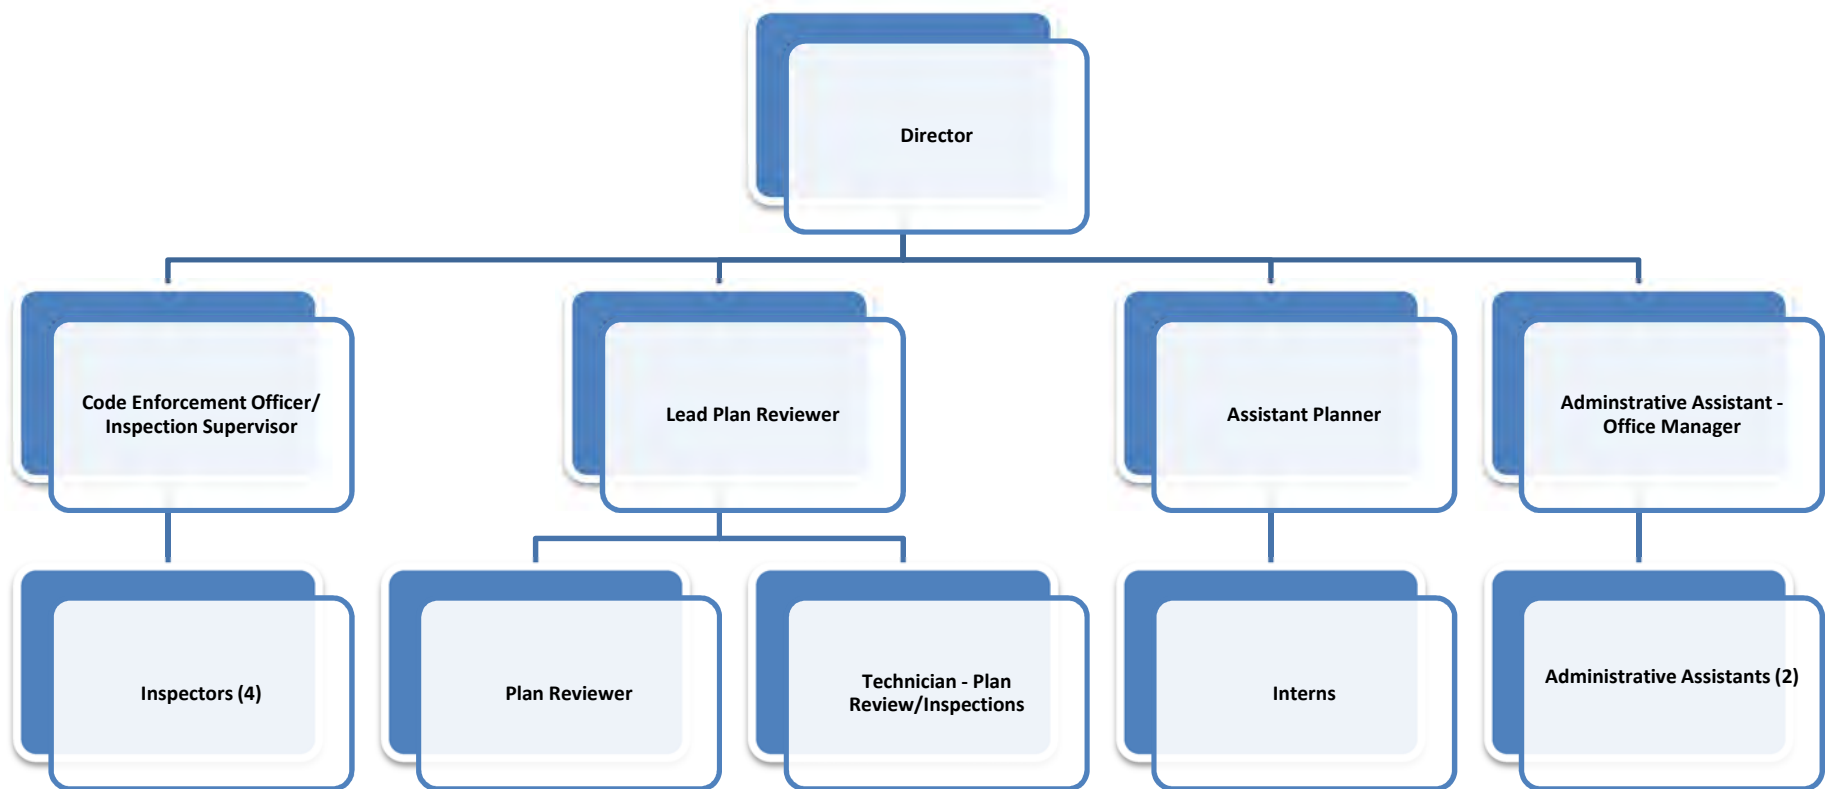 Director
Code Enforcement Officer/
Inspection Supervisor
Lead Plan Reviewer
Assistant Planner
Adminstrative Assistant -
Office Manager
Inspectors (4)
Plan Reviewer
Technician - Plan
Review/Inspections
Interns
Administrative Assistants (2)